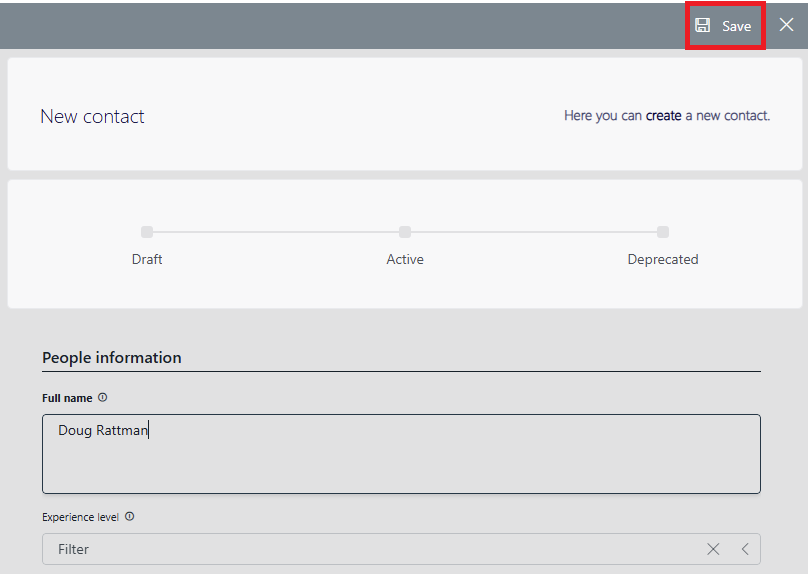 Save
New contact
Here you can create a new contact.
Draft
Active
Deprecated
People information
Full name
Doug Rattman
Experience level
Filter